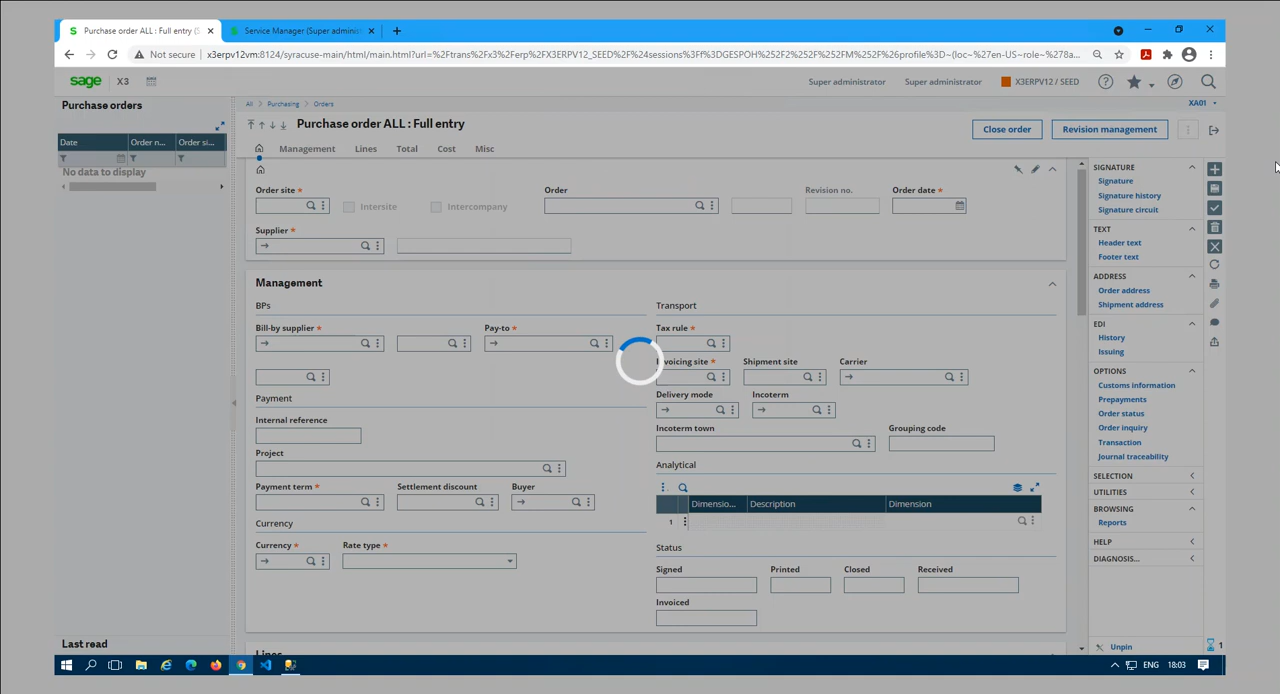 Purchase order ALL : Full entry (S
Service Manager (Super adminis
Not secure
x3erpv12vm:8124/syracuse-main/html/main.html?url=%2Ftrans%2Fx3%2Ferp%2FX3ERPV12_SEED%2F%24sessions%3Ff%3DGESPOH%252F2%252F%252FM%252F%26profile%3D~(loc~%27en-US~role~%278a...
sage X3
Super administrator
Super administrator
X3ERPV12 / SEED
Purchase orders
All > Purchasing > Orders
XA01
Purchase order ALL : Full entry
Close order
Revision management
Date
Order n...
Order si...
No data to display
Management
Lines
Total
Cost
Misc
Order site *
Intersite
Intercompany
Order
Revision no.
Order date *
Supplier *
Management
BPs
Transport
Bill-by supplier *
Pay-to *
Tax rule *
Invoicing site *
Shipment site
Carrier
Payment
Delivery mode
Incoterm
Internal reference
Incoterm town
Grouping code
Project
Analytical
Payment term *
Settlement discount
Buyer
Dimensio...
Description
Dimension
1
Currency
Currency *
Rate type *
Status
Signed
Printed
Closed
Received
Invoiced
Lines
SIGNATURE
Signature
Signature history
Signature circuit
TEXT
Header text
Footer text
ADDRESS
Order address
Shipment address
EDI
History
Issuing
OPTIONS
Customs information
Prepayments
Order status
Order inquiry
Transaction
Journal traceability
SELECTION
UTILITIES
BROWSING
Reports
HELP
DIAGNOSIS...
Unpin
1
Last read
ENG
18:03